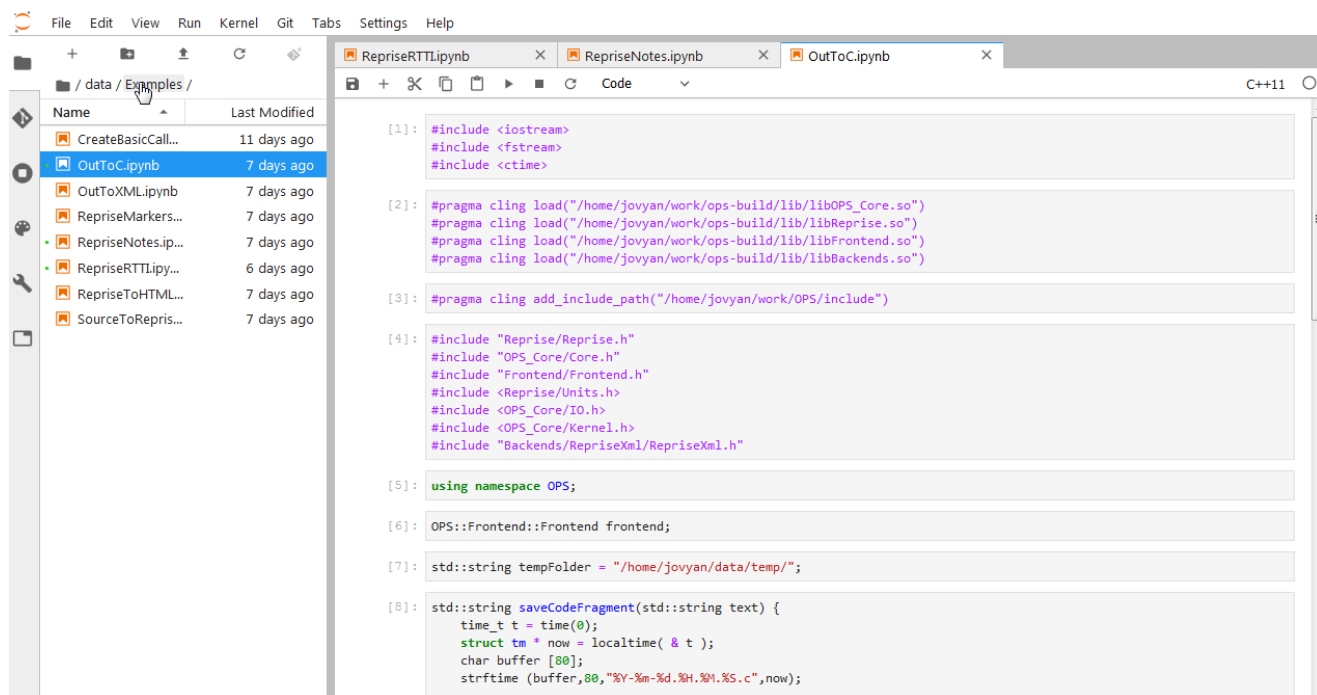 File Edit View Run Kernel Git Tabs Settings Help
RepriseRTTI.ipynb RepriseNotes.ipynb OutToC.ipynb
Code C++11
/ data / Examples /
Name Last Modified
CreateBasicCall... 11 days ago
OutToC.ipynb 7 days ago
OutToXML.ipynb 7 days ago
RepriseMarkers... 7 days ago
RepriseNotes.ip... 7 days ago
RepriseRTTI.ipy... 6 days ago
RepriseToHTML... 7 days ago
SourceToRepris... 7 days ago
[1]: #include <iostream>
#include <fstream>
#include <ctime>
[2]: #pragma cling load("/home/jovyan/work/ops-build/lib/libOPS_Core.so")
#pragma cling load("/home/jovyan/work/ops-build/lib/libReprise.so")
#pragma cling load("/home/jovyan/work/ops-build/lib/libFrontend.so")
#pragma cling load("/home/jovyan/work/ops-build/lib/libBackends.so")
[3]: #pragma cling add_include_path("/home/jovyan/work/OPS/include")
[4]: #include "Reprise/Reprise.h"
#include "OPS_Core/Core.h"
#include "Frontend/Frontend.h"
#include <Reprise/Units.h>
#include <OPS_Core/IO.h>
#include <OPS_Core/Kernel.h>
#include "Backends/RepriseXml/RepriseXml.h"
[5]: using namespace OPS;
[6]: OPS::Frontend::Frontend frontend;
[7]: std::string tempFolder = "/home/jovyan/data/temp/";
[8]: std::string saveCodeFragment(std::string text) {
time_t t = time(0);
struct tm * now = localtime( & t );
char buffer [80];
strftime (buffer,80,"%Y-%m-%d.%H.%M.%S.c",now);